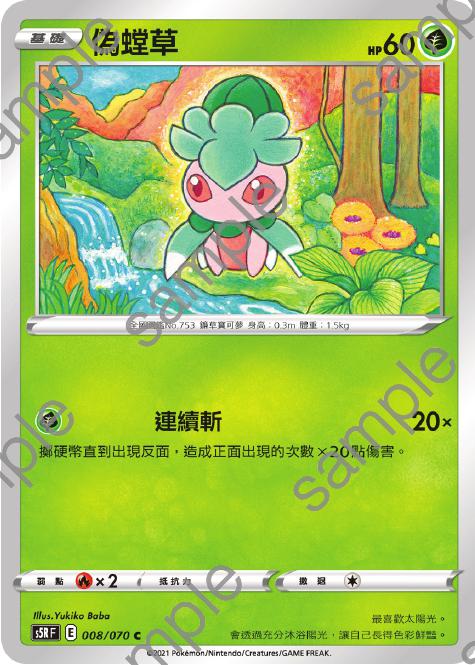 基礎 偽螳草 HP60
全國圖鑑No.753 鐮草寶可夢 身高：0.3m 體重：1.5kg
連續斬 20×
擲硬幣直到出現反面，造成正面出現的次數×20點傷害。
弱點 ×2 抵抗力 撤退
Illus.Yukiko Baba
最喜歡太陽光。
s5R F E 008/070 C
會透過充分沐浴陽光，讓自己長得色彩鮮豔。
©2021 Pokémon/Nintendo/Creatures/GAME FREAK.
sample
sample
sample
sample
sample
sample
sample
sample